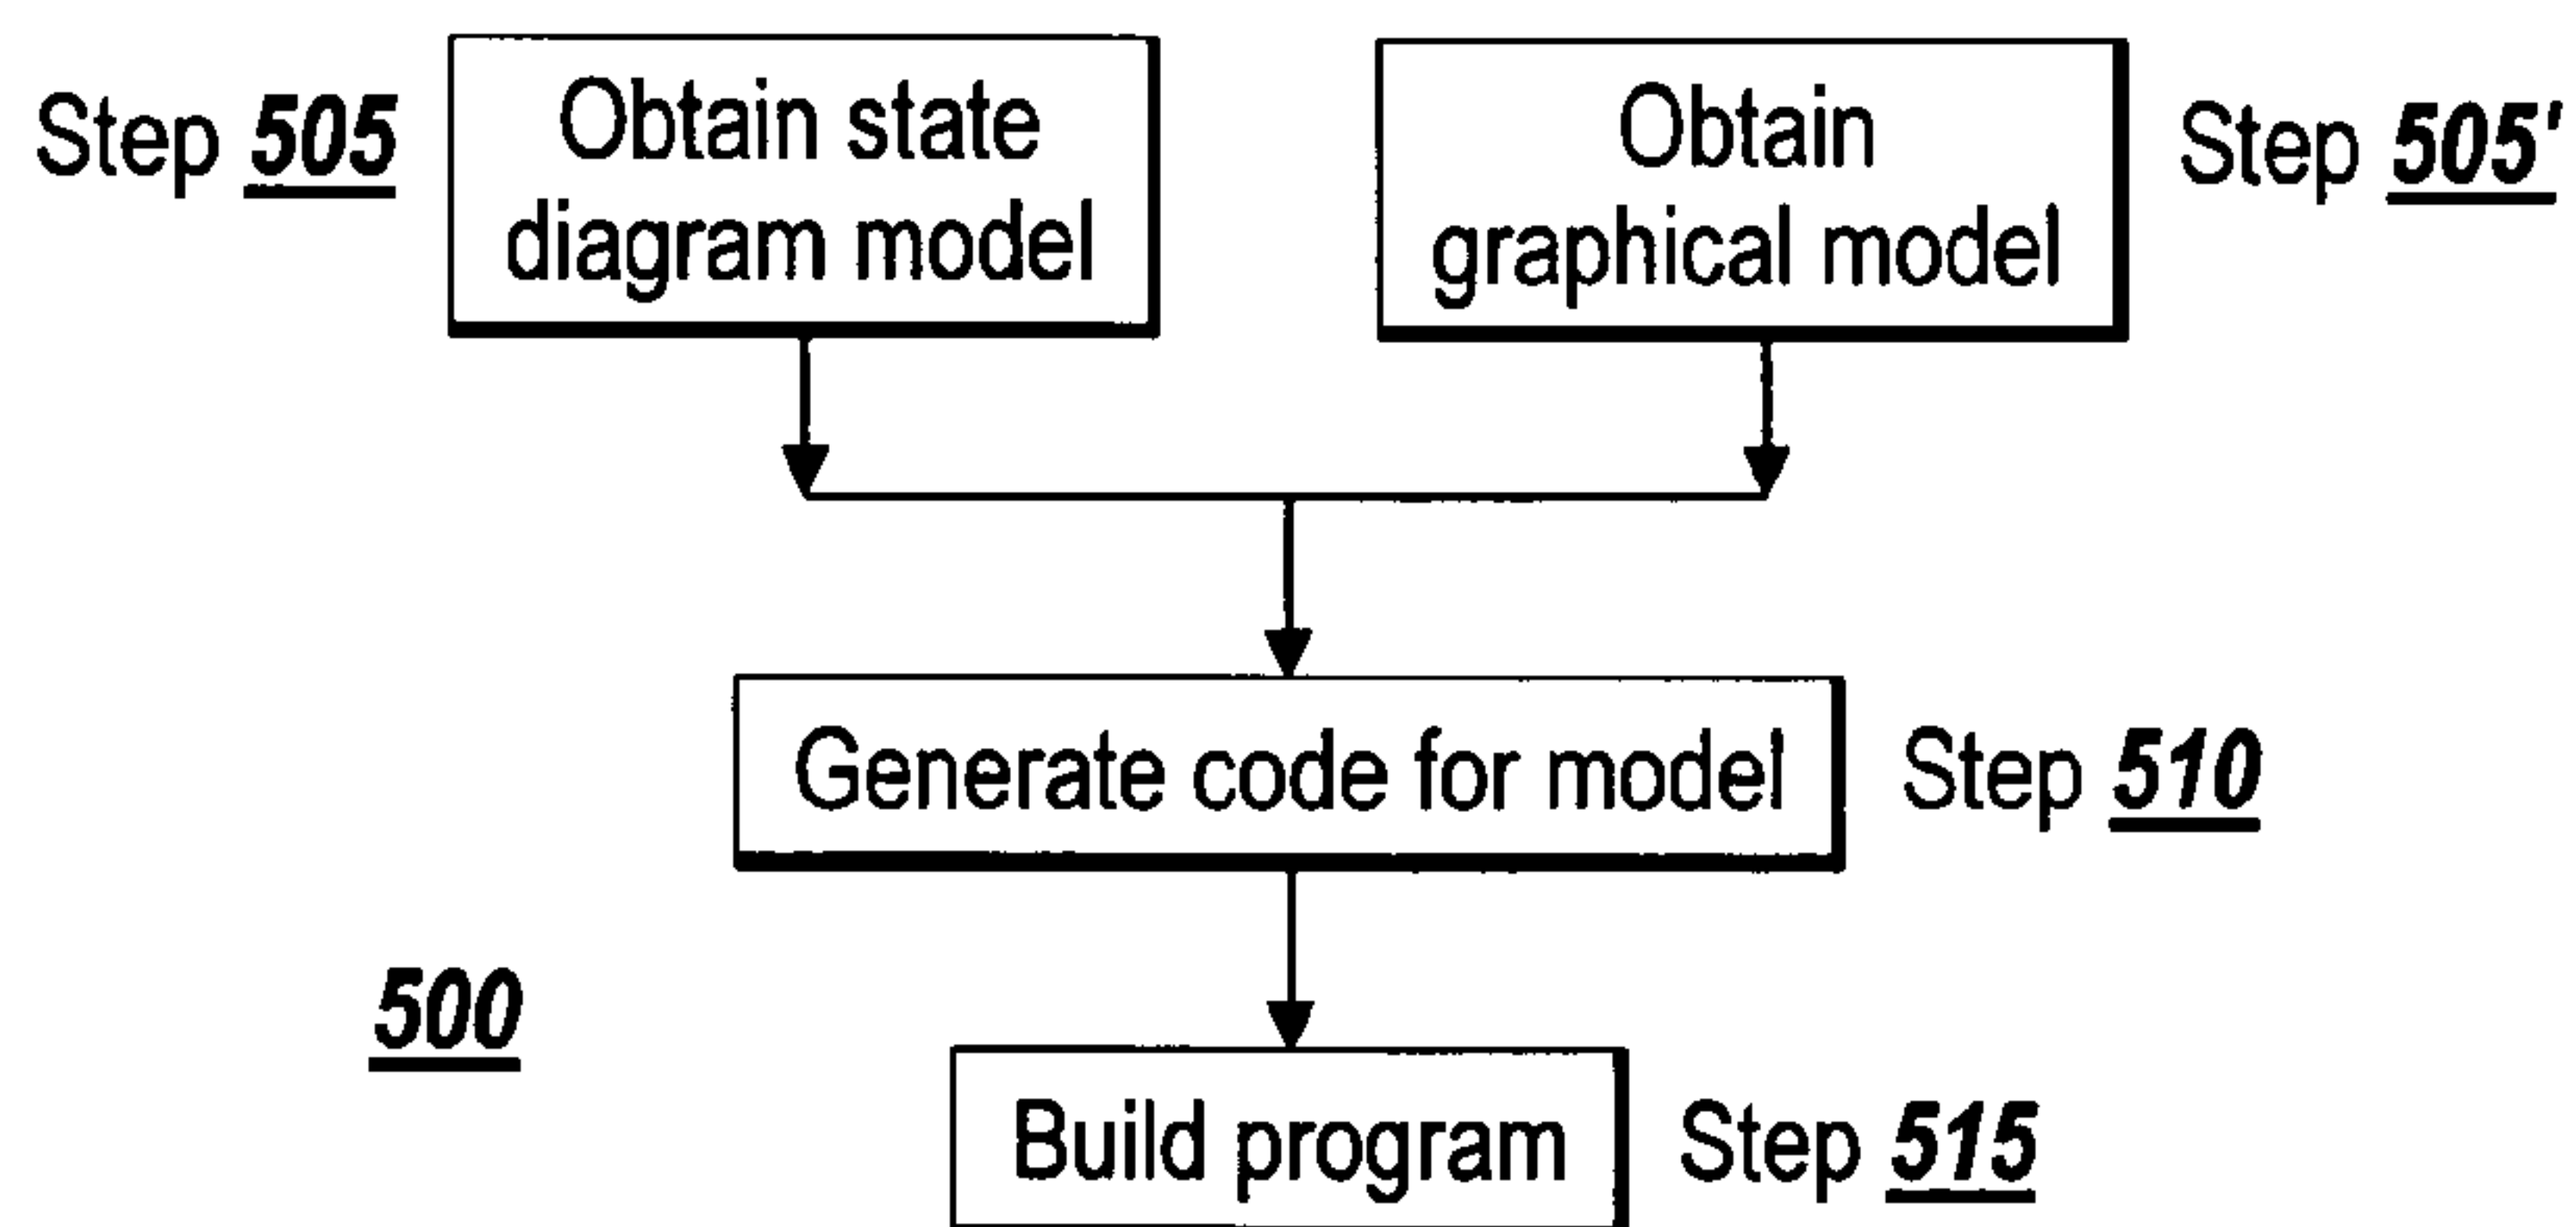 Step 505
Obtain state
diagram model
Obtain
graphical model
Step 505'
Generate code for model
Step 510
500
Build program
Step 515